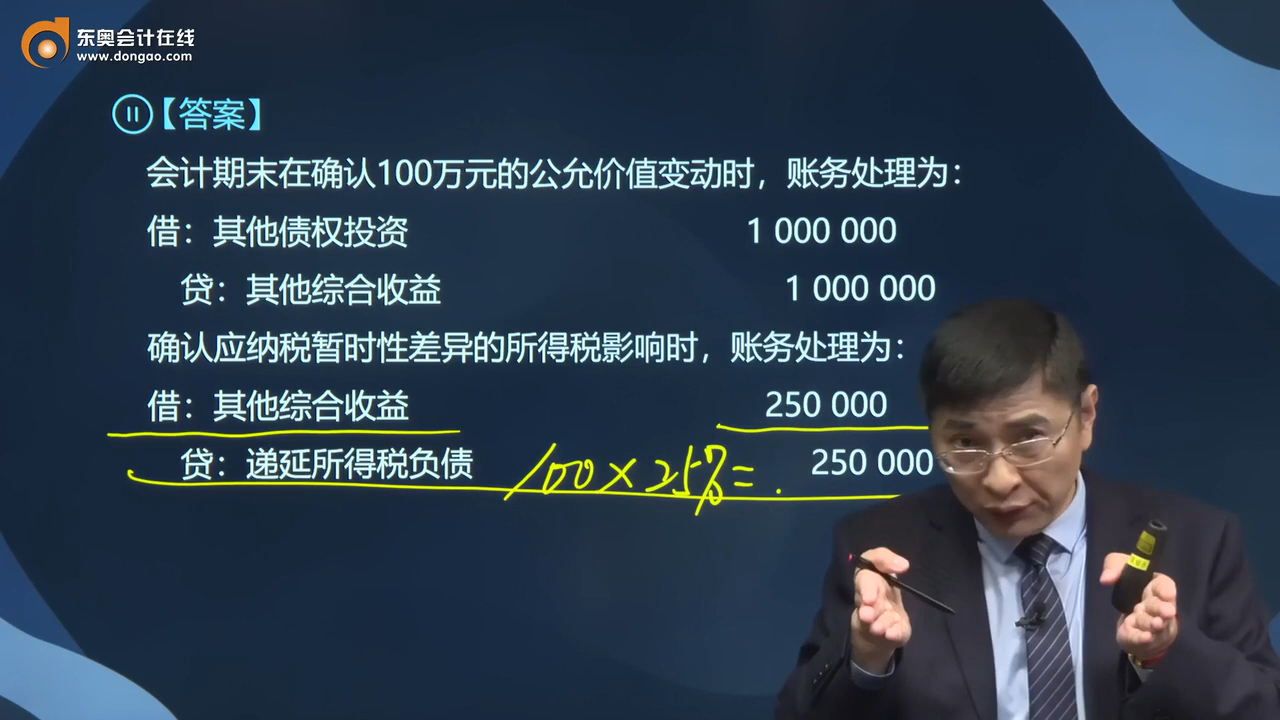 东奥会计在线
www.dongao.com
【答案】
会计期末在确认100万元的公允价值变动时，账务处理为：
借：其他债权投资 1 000 000
贷：其他综合收益 1 000 000
确认应纳税暂时性差异的所得税影响时，账务处理为：
借：其他综合收益 250 000
贷：递延所得税负债 250 000
100×25%=